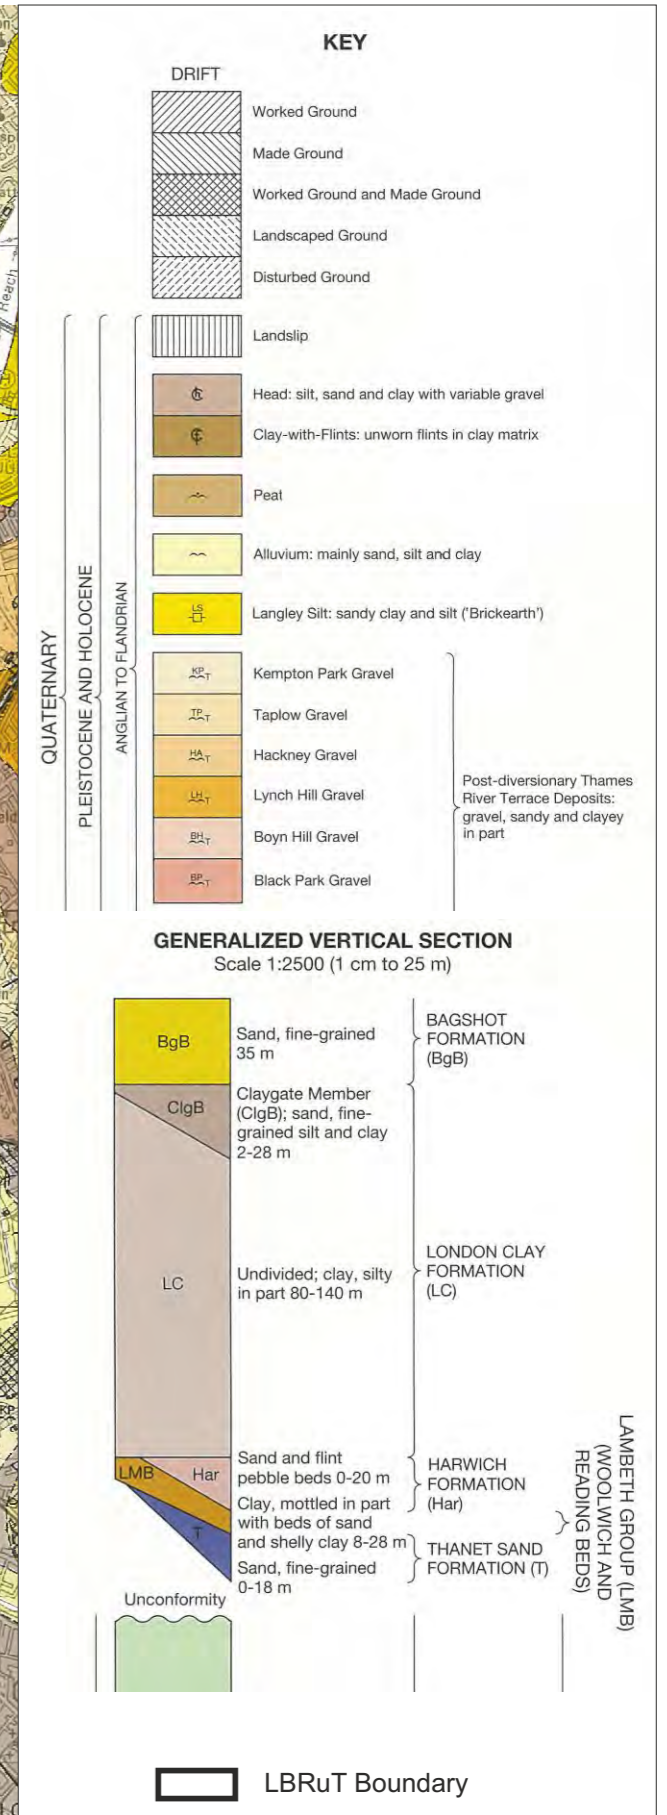 KEY
DRIFT
Worked Ground
Made Ground
Worked Ground and Made Ground
Landscaped Ground
Disturbed Ground
Landslip
Head: silt, sand and clay with variable gravel
Clay-with-Flints: unworn flints in clay matrix
Peat
Alluvium: mainly sand, silt and clay
LS
Langley Silt: sandy clay and silt ('Brickearth')
QUATERNARY
PLEISTOCENE AND HOLOCENE
ANGLIAN TO FLANDRIAN
KP T Kempton Park Gravel
TP T Taplow Gravel
HA T Hackney Gravel
LH T Lynch Hill Gravel
BH T Boyn Hill Gravel
BP T Black Park Gravel
Post-diversionary Thames
River Terrace Deposits:
gravel, sandy and clayey
in part
GENERALIZED VERTICAL SECTION
Scale 1:2500 (1 cm to 25 m)
BgB
Sand, fine-grained
35 m
BAGSHOT
FORMATION
(BgB)
ClgB
Claygate Member
(ClgB); sand, fine-
grained silt and clay
2-28 m
LC
Undivided; clay, silty
in part 80-140 m
LONDON CLAY
FORMATION
(LC)
LMB
Har
T
Sand and flint
pebble beds 0-20 m
HARWICH
FORMATION
(Har)
Clay, mottled in part
with beds of sand
and shelly clay 8-28 m
LAMBETH GROUP (LMB)
(WOOLWICH AND
READING BEDS)
Sand, fine-grained
0-18 m
THANET SAND
FORMATION (T)
Unconformity
LBRuT Boundary
Reach